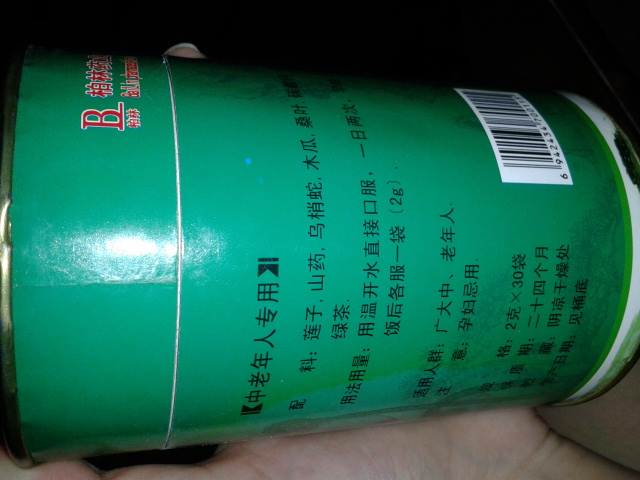 柏林
【中老年人专用】
配 料: 莲子, 山药, 乌梢蛇, 木瓜, 桑叶,
绿茶.
用法用量: 用温开水直接口服, 一日两次,
饭后各服一袋 (2g).
适用人群: 广大中、老年人.
注 意: 孕妇忌用.
格: 2克×30袋
保 质 期: 二十四个月
藏: 阴凉干燥处
生产日期: 见桶底